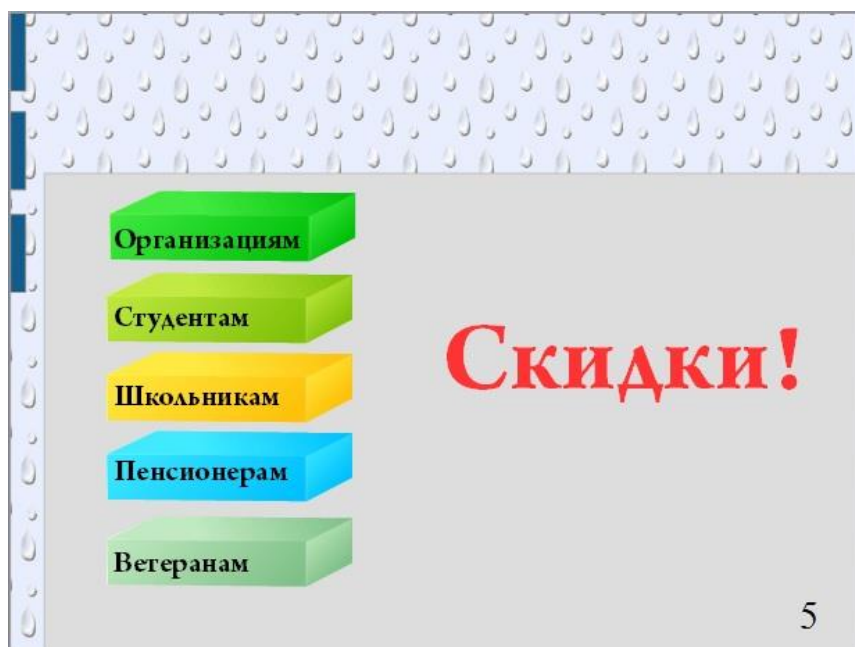 Организациям
Студентам
Школьникам
Пенсионерам
Ветеранам
Скидки!
5